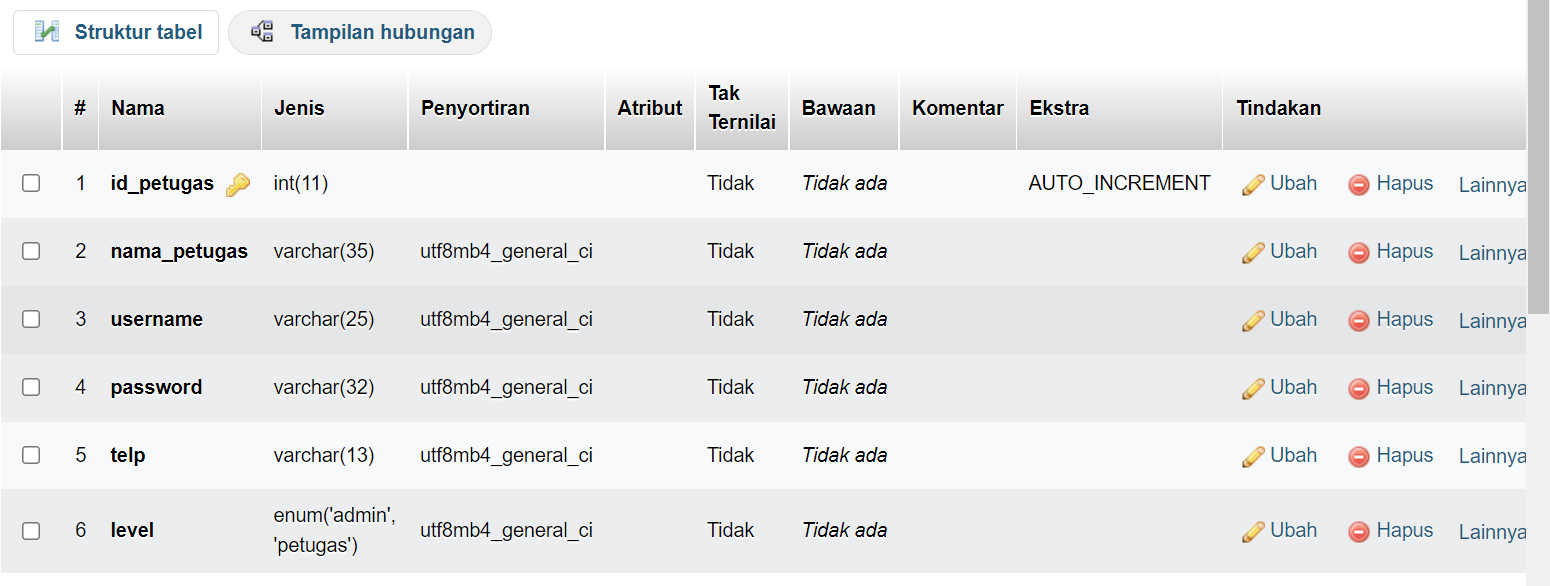 Struktur tabel Tampilan hubungan
# Nama Jenis Penyortiran Atribut Tak Ternilai Bawaan Komentar Ekstra Tindakan
1 id_petugas int(11) Tidak Tidak ada AUTO_INCREMENT Ubah Hapus Lainnya
2 nama_petugas varchar(35) utf8mb4_general_ci Tidak Tidak ada Ubah Hapus Lainnya
3 username varchar(25) utf8mb4_general_ci Tidak Tidak ada Ubah Hapus Lainnya
4 password varchar(32) utf8mb4_general_ci Tidak Tidak ada Ubah Hapus Lainnya
5 telp varchar(13) utf8mb4_general_ci Tidak Tidak ada Ubah Hapus Lainnya
6 level enum('admin', 'petugas') utf8mb4_general_ci Tidak Tidak ada Ubah Hapus Lainnya